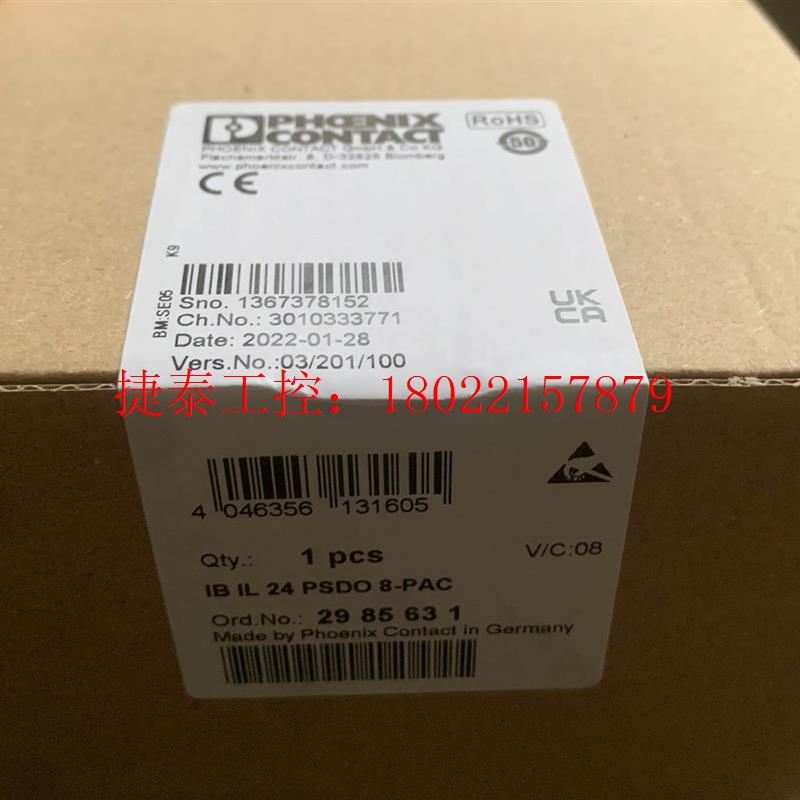 PHŒNIX
CONTACT
RoHS
50
PHOENIX CONTACT GmbH & Co KG
Flachsmarktstr. 8, D-32825 Blomberg
www.phoenixcontact.com
CE
K9
BM:SE05
Sno. 1367378152
Ch.No.: 3010333771
Date: 2022-01-28
Vers.No.:03/201/100
UK
CA
捷泰工控：18022157879
4 046356 131605
Qty.: 1 pcs
V/C:08
IB IL 24 PSDO 8-PAC
Ord.No.: 29 85 63 1
Made by Phoenix Contact in Germany